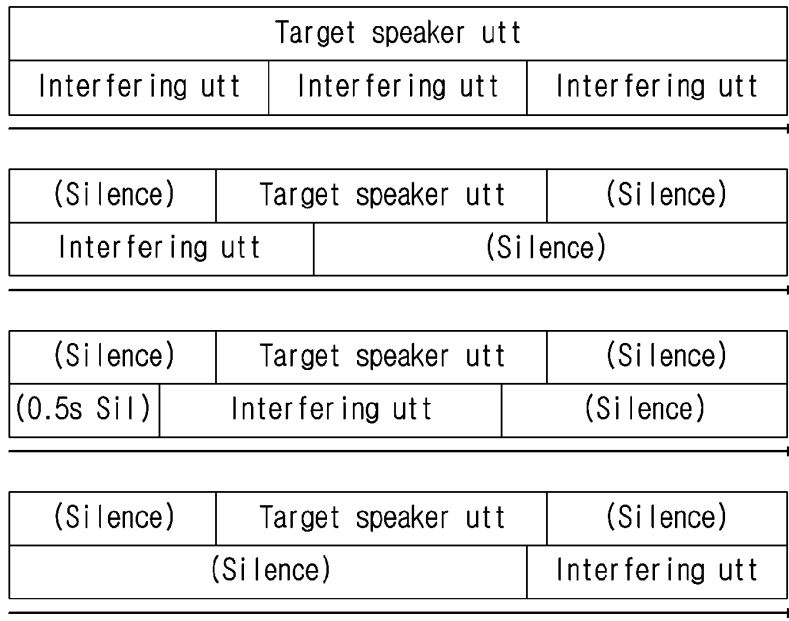 Target speaker utt
Interfering utt Interfering utt Interfering utt
(Silence) Target speaker utt (Silence)
Interfering utt (Silence)
(Silence) Target speaker utt (Silence)
(0.5s Sil) Interfering utt (Silence)
(Silence) Target speaker utt (Silence)
(Silence) Interfering utt